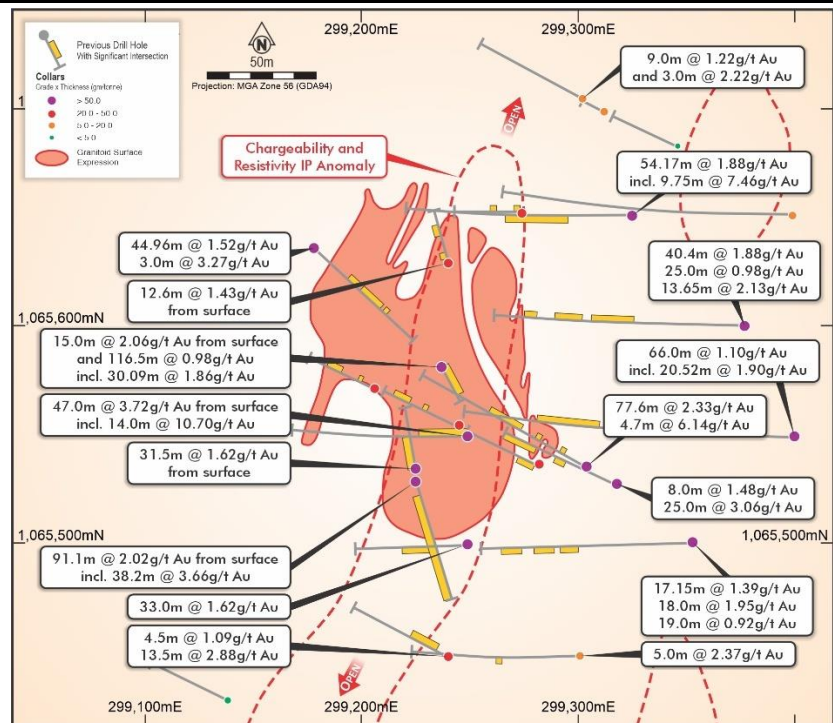 299,200mE
299,300mE
Previous Drill Hole
With Significant Intersection
Collars
Grade x Thickness (gram/tonne)
> 50.0
20.0 - 50.0
5.0 - 20.0
< 5.0
Granitoid Surface
Expression
N
50m
Projection: MGA Zone 56 (GDA94)
9.0m @ 1.22g/t Au
and 3.0m @ 2.22g/t Au
OPEN
Chargeability and
Resistivity IP Anomaly
54.17m @ 1.88g/t Au
incl. 9.75m @ 7.46g/t Au
44.96m @ 1.52g/t Au
3.0m @ 3.27g/t Au
40.4m @ 1.88g/t Au
25.0m @ 0.98g/t Au
13.65m @ 2.13g/t Au
12.6m @ 1.43g/t Au
from surface
1,065,600mN
15.0m @ 2.06g/t Au from surface
and 116.5m @ 0.98g/t Au
incl. 30.09m @ 1.86g/t Au
66.0m @ 1.10g/t Au
incl. 20.52m @ 1.90g/t Au
47.0m @ 3.72g/t Au from surface
incl. 14.0m @ 10.70g/t Au
77.6m @ 2.33g/t Au
4.7m @ 6.14g/t Au
31.5m @ 1.62g/t Au
from surface
8.0m @ 1.48g/t Au
25.0m @ 3.06g/t Au
1,065,500mN
1,065,500mN
91.1m @ 2.02g/t Au from surface
incl. 38.2m @ 3.66g/t Au
33.0m @ 1.62g/t Au
17.15m @ 1.39g/t Au
18.0m @ 1.95g/t Au
19.0m @ 0.92g/t Au
4.5m @ 1.09g/t Au
13.5m @ 2.88g/t Au
5.0m @ 2.37g/t Au
OPEN
299,100mE
299,200mE
299,300mE